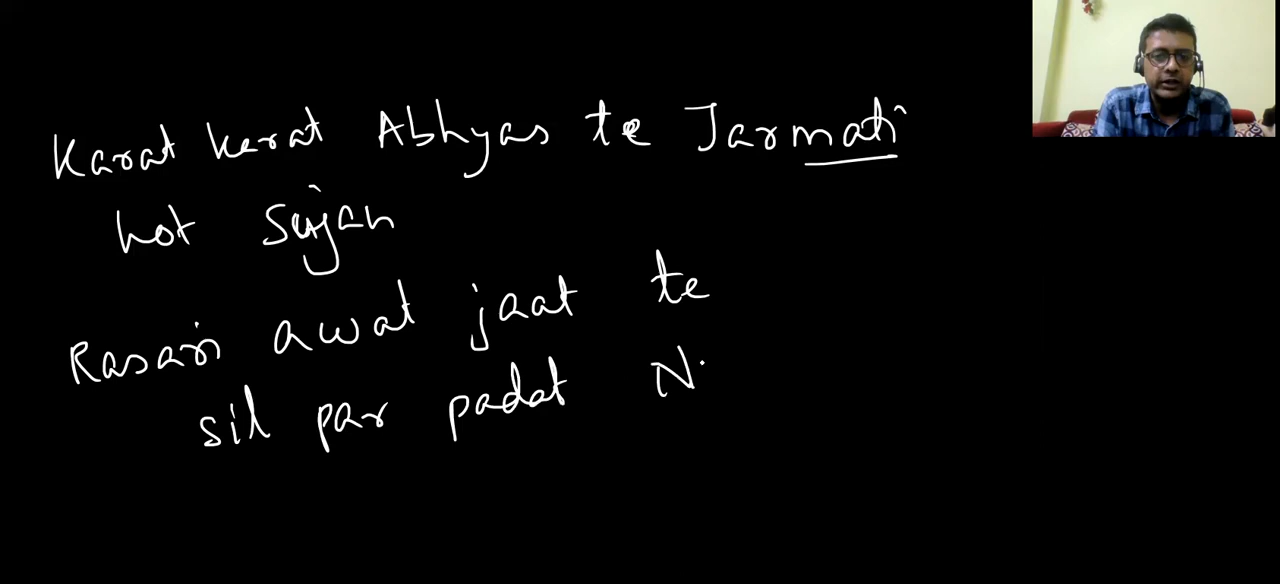 Karat Karat Abhyas te Jarmati
hot Sujan
Rasari awat jaat te
sil par padat N